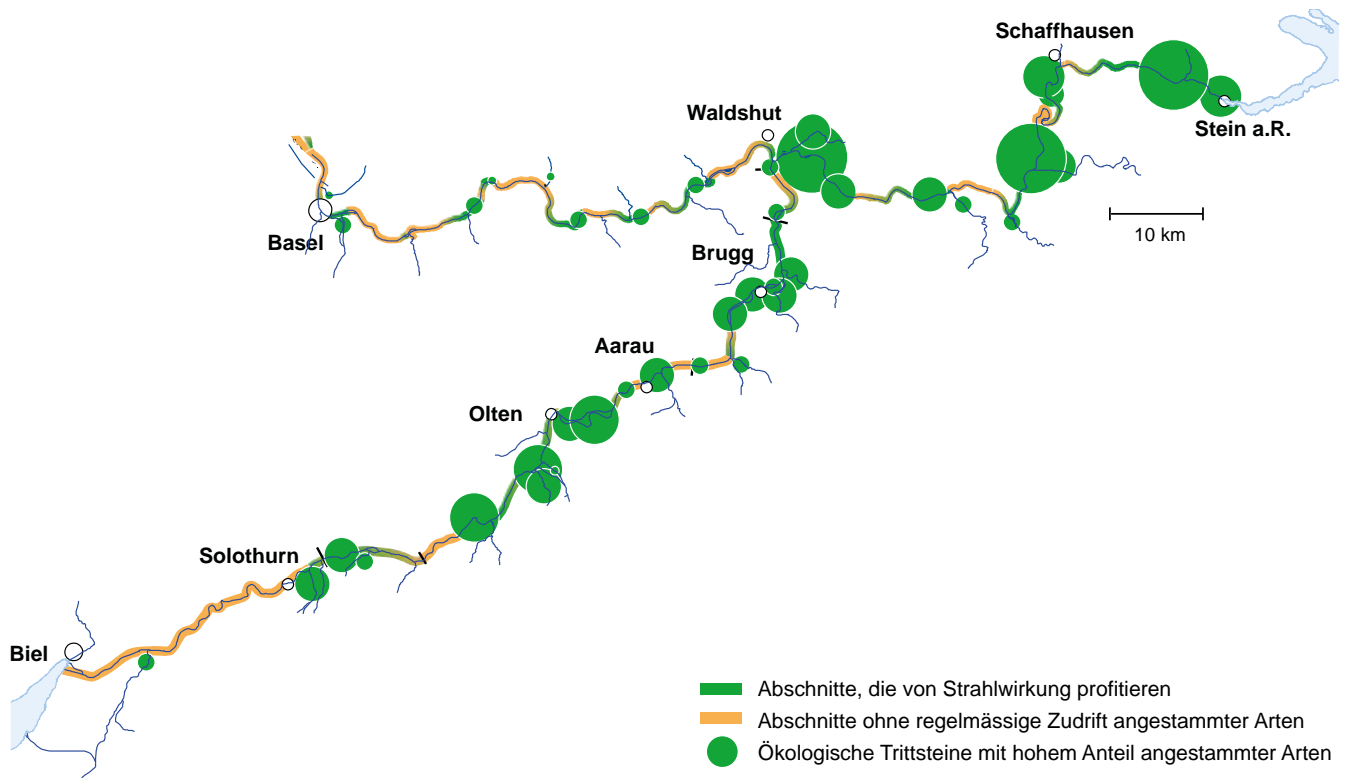 Schaffhausen
Waldshut
Stein a.R.
10 km
Basel
Brugg
Aarau
Olten
Solothurn
Biel
Abschnitte, die von Strahlwirkung profitieren
Abschnitte ohne regelmässige Zudrift angestammter Arten
Ökologische Trittsteine mit hohem Anteil angestammter Arten